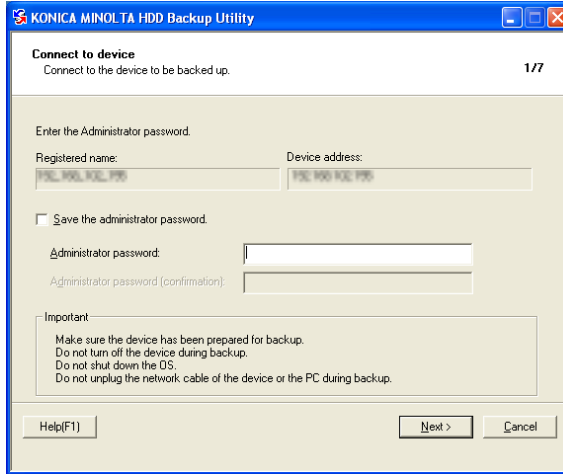 KONICA MINOLTA HDD Backup Utility
Connect to device
Connect to the device to be backed up.
1/7
Enter the Administrator password.
Registered name:
Device address:
Save the administrator password.
Administrator password:
Administrator password (confirmation):
Important
Make sure the device has been prepared for backup.
Do not turn off the device during backup.
Do not shut down the OS.
Do not unplug the network cable of the device or the PC during backup.
Help(F1)
Next >
Cancel